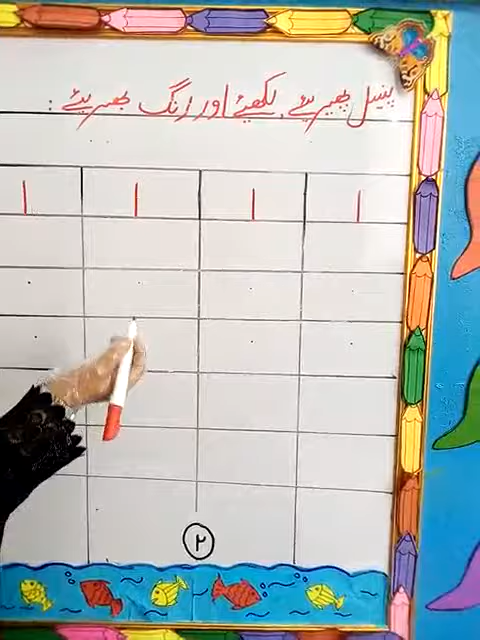 پنسل پھیریئے، لکھیئے اور رنگ بھریئے :
ا ا ا ا
۲